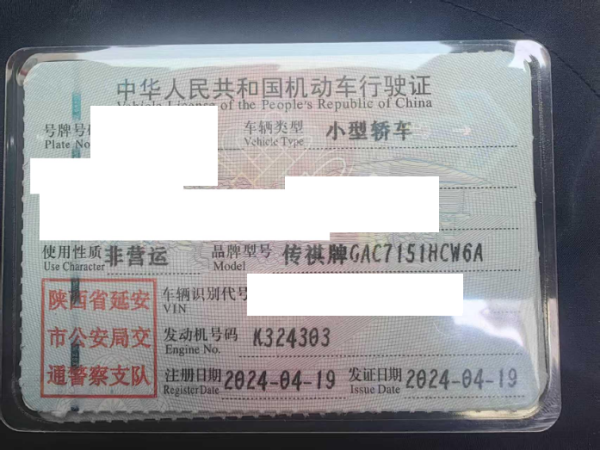 中华人民共和国机动车行驶证
Vehicle License of the People's Republic of China
号牌号 车辆类型 小型轿车
Plate No Vehicle Type
使用性质 非营运 品牌型号 传祺牌GAC7151HCW6A
Use Character Model
陕西省延安 车辆识别代号
VIN
市公安局交 发动机号码 K324303
Engine No.
通警察支队 注册日期 2024-04-19 发证日期 2024-04-19
Register Date Issue Date